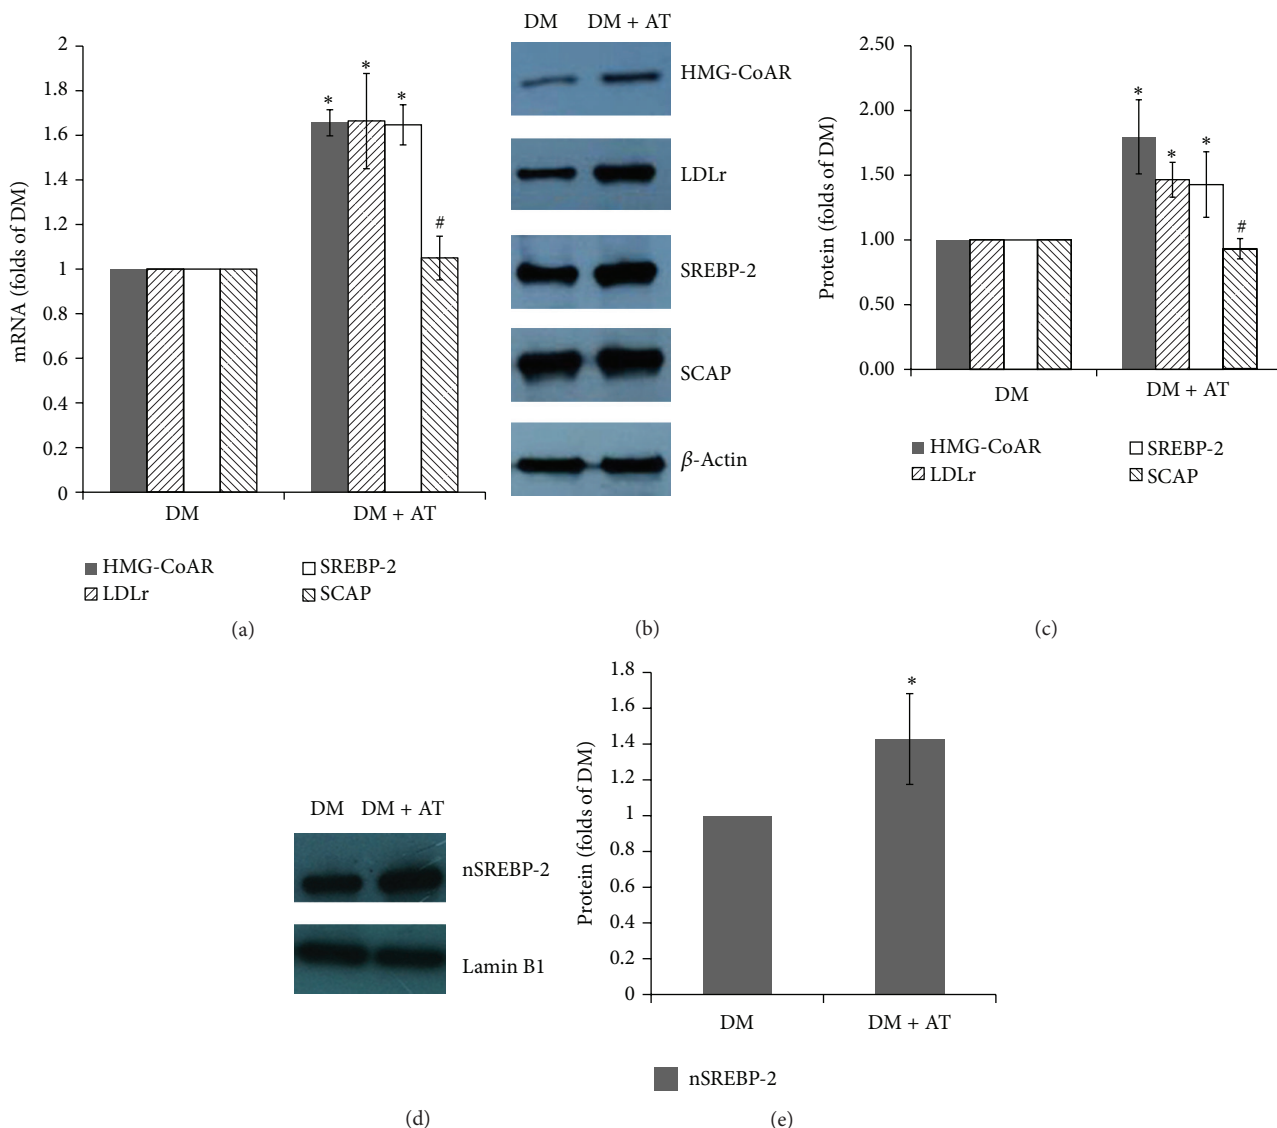 mRNA (folds of DM)
2
1.8
1.6
1.4
1.2
1
0.8
0.6
0.4
0.2
0
* * * #
DM DM + AT
HMG-CoAR SREBP-2
LDLr SCAP
(a)
DM DM + AT
HMG-CoAR
LDLr
SREBP-2
SCAP
β-Actin
(b)
Protein (folds of DM)
2.50
2.00
1.50
1.00
0.50
0.00
* * * #
DM DM + AT
HMG-CoAR SREBP-2
LDLr SCAP
(c)
DM DM + AT
nSREBP-2
Lamin B1
(d)
Protein (folds of DM)
1.8
1.6
1.4
1.2
1
0.8
0.6
0.4
0.2
0
*
DM DM + AT
nSREBP-2
(e)